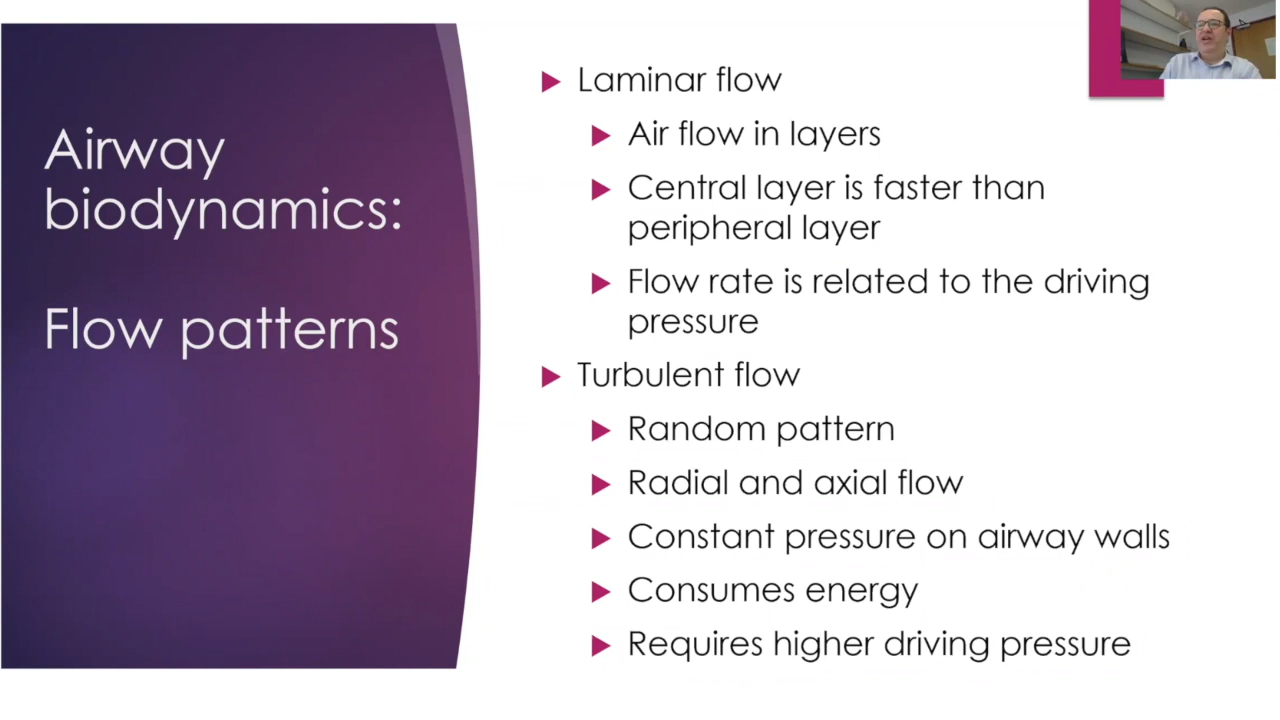 Airway
biodynamics:
Flow patterns
Laminar flow
Air flow in layers
Central layer is faster than
peripheral layer
Flow rate is related to the driving
pressure
Turbulent flow
Random pattern
Radial and axial flow
Constant pressure on airway walls
Consumes energy
Requires higher driving pressure